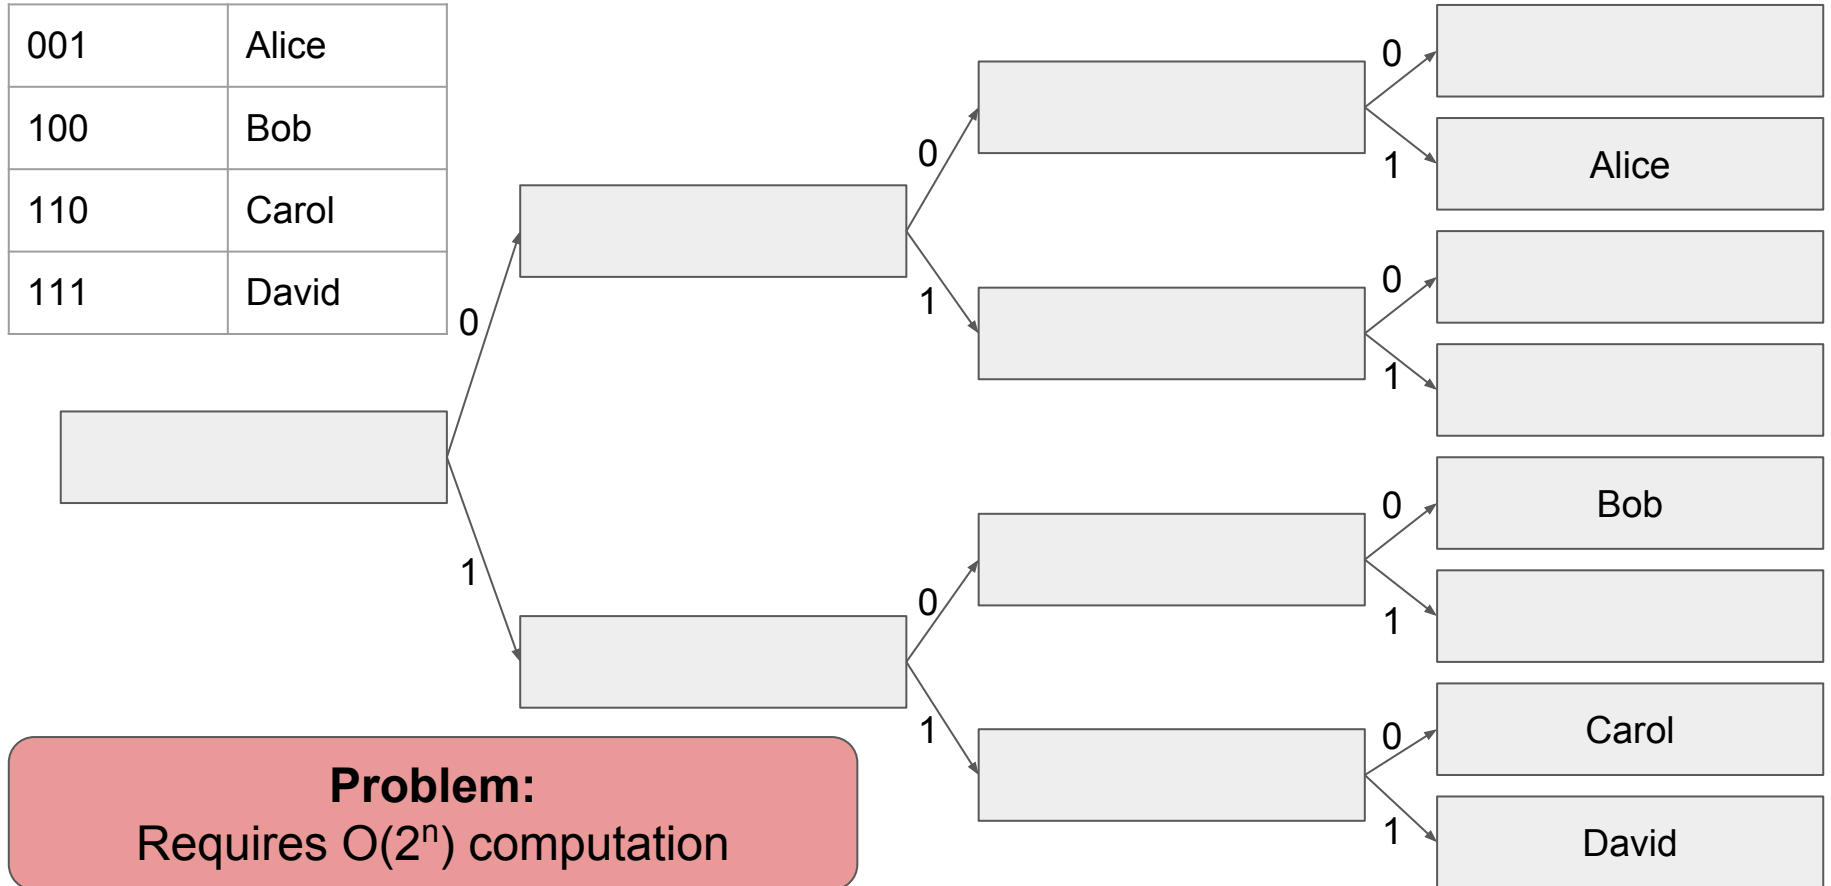 001 Alice
100 Bob
110 Carol
111 David
0
1
0
1
0
1
0
1
0
1
0
1
0
1
Alice
Bob
Carol
David
Problem:
Requires O(2ⁿ) computation